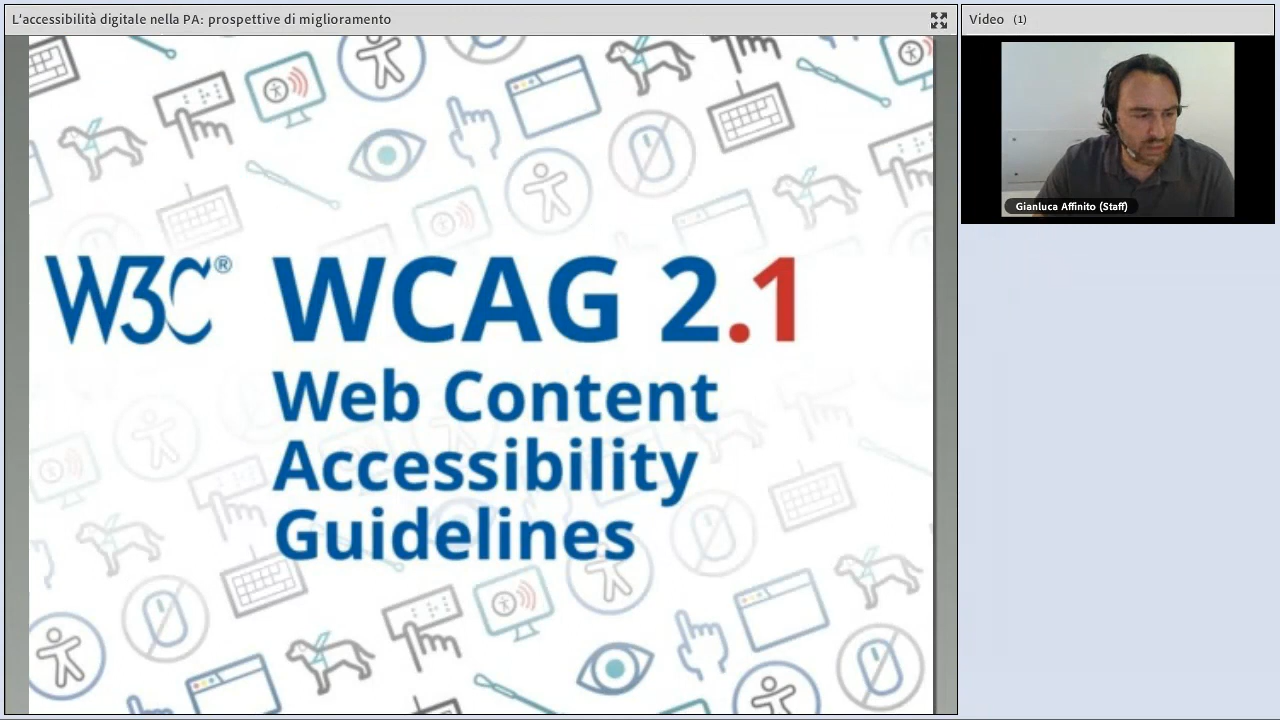 L'accessibilità digitale nella PA: prospettive di miglioramento
Video (1)
Gianluca Affinito (Staff)
W3C® WCAG 2.1
Web Content
Accessibility
Guidelines